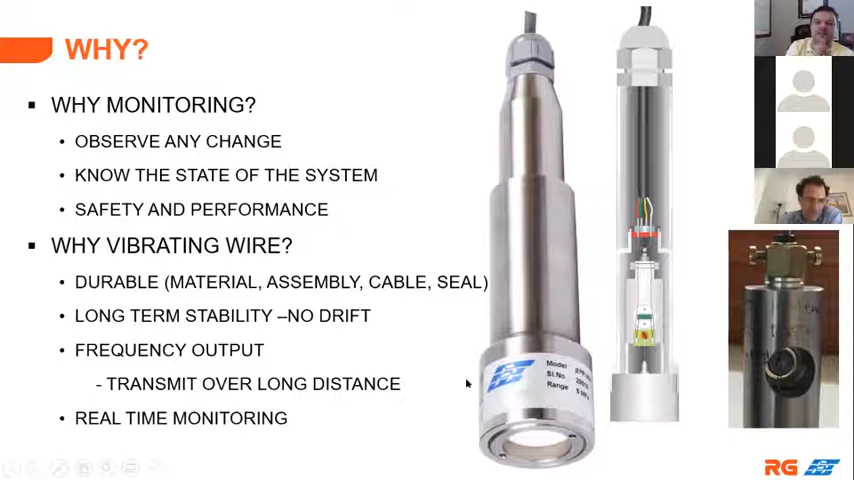 WHY?
WHY MONITORING?
OBSERVE ANY CHANGE
KNOW THE STATE OF THE SYSTEM
SAFETY AND PERFORMANCE
WHY VIBRATING WIRE?
DURABLE (MATERIAL, ASSEMBLY, CABLE, SEAL)
LONG TERM STABILITY –NO DRIFT
FREQUENCY OUTPUT
- TRANSMIT OVER LONG DISTANCE
REAL TIME MONITORING
Model
Sl.No.
Range
RG